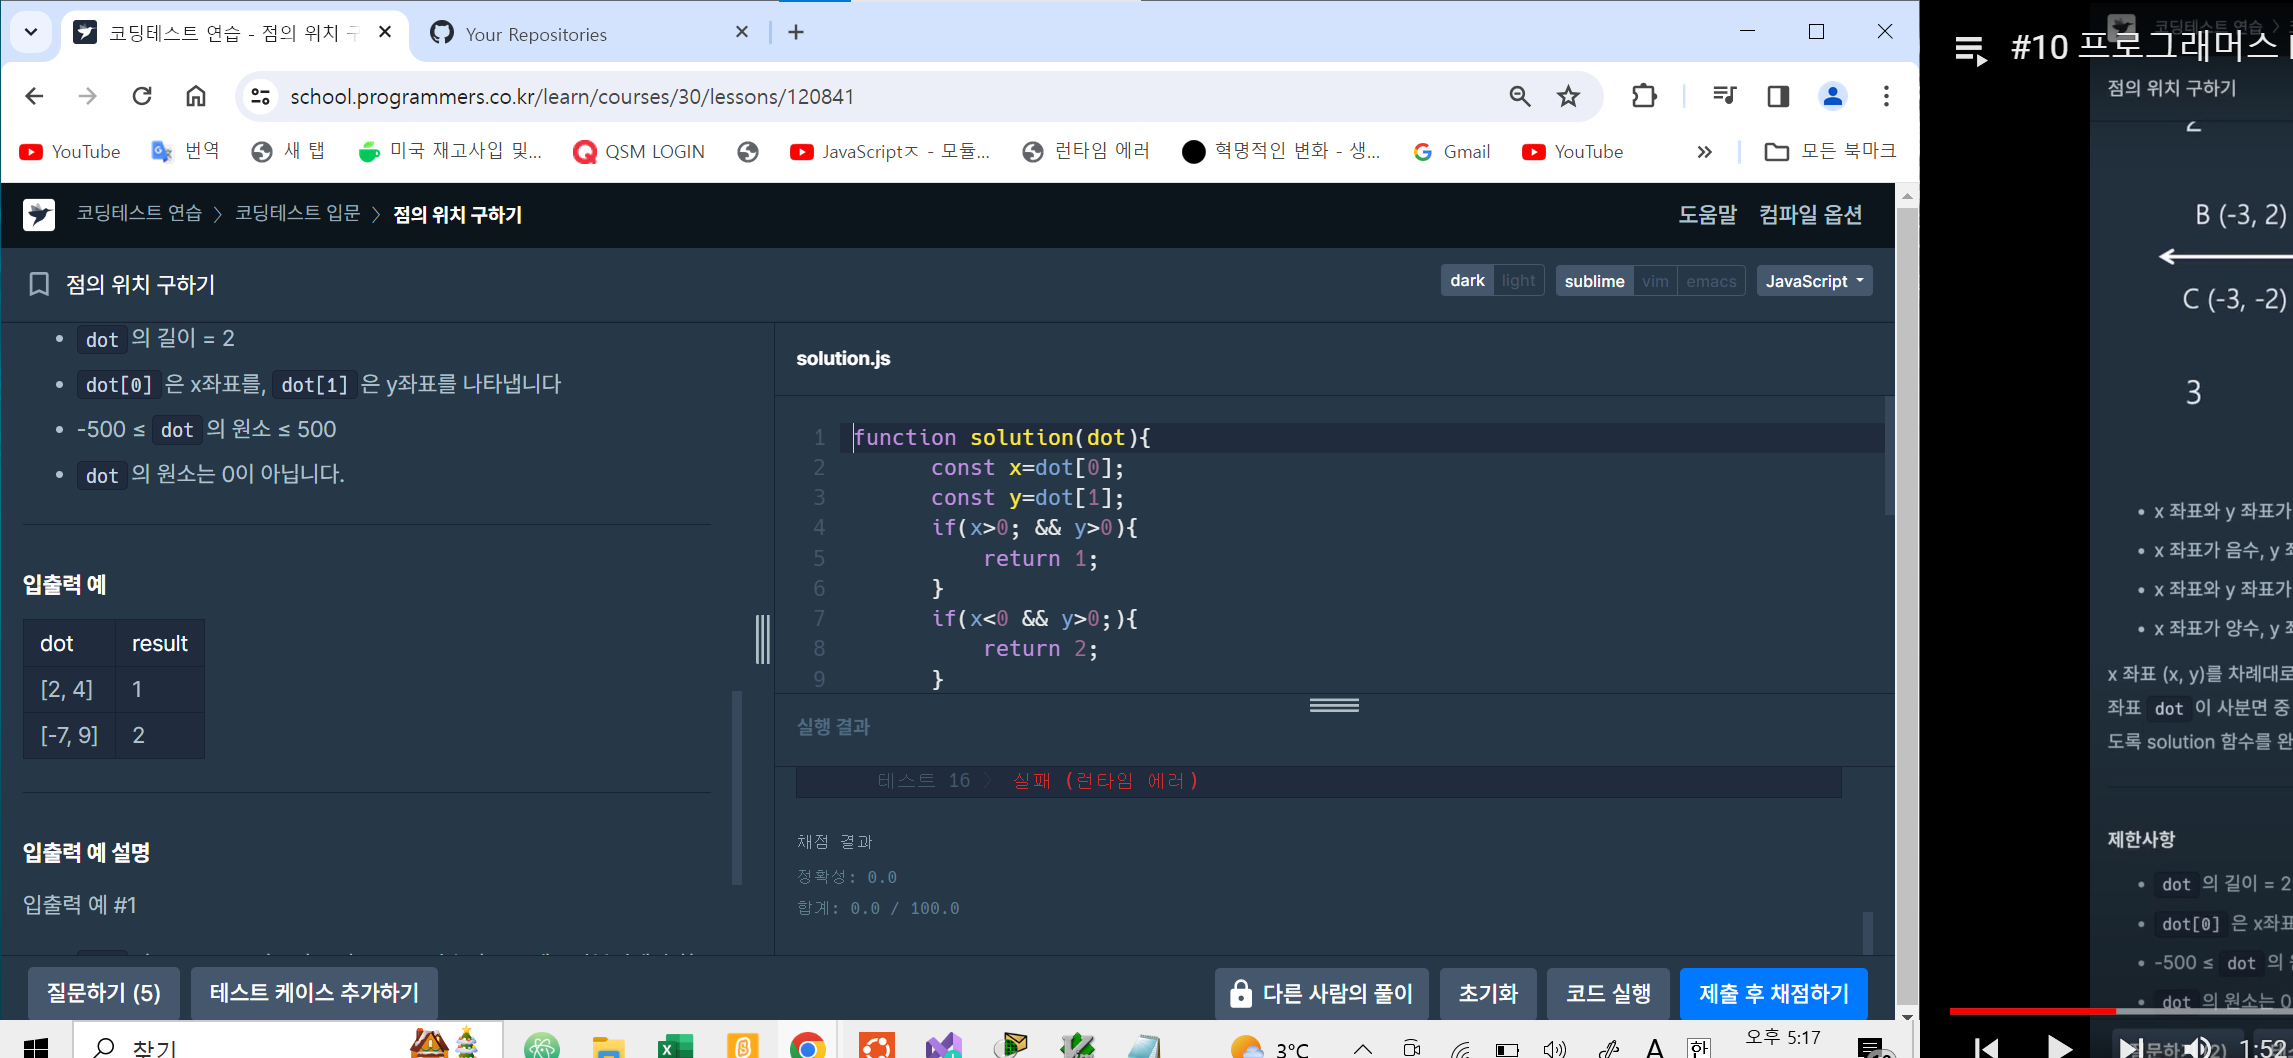 코딩테스트 연습 - 점의 위치 구
Your Repositories
school.programmers.co.kr/learn/courses/30/lessons/120841
YouTube
번역
새 탭
미국 재고사입 및...
QSM LOGIN
JavaScriptㅈ - 모듈...
런타임 에러
혁명적인 변화 - 생...
Gmail
YouTube
모든 북마크
코딩테스트 연습 > 코딩테스트 입문 > 점의 위치 구하기
도움말 컴파일 옵션
점의 위치 구하기
dark light
sublime vim emacs
JavaScript
dot 의 길이 = 2
dot[0] 은 x좌표를, dot[1] 은 y좌표를 나타냅니다
-500 ≤ dot 의 원소 ≤ 500
dot 의 원소는 0이 아닙니다.
입출력 예
dot result
[2, 4] 1
[-7, 9] 2
입출력 예 설명
입출력 예 #1
solution.js
1 function solution(dot){
2 const x=dot[0];
3 const y=dot[1];
4 if(x>0; && y>0){
5 return 1;
6 }
7 if(x<0 && y>0;){
8 return 2;
9 }
실행 결과
테스트 16 > 실패 (런타임 에러)
채점 결과
정확성: 0.0
합계: 0.0 / 100.0
질문하기 (5)
테스트 케이스 추가하기
다른 사람의 풀이
초기화
코드 실행
제출 후 채점하기
찾기
3°C
A
한
오후 5:17
코딩테스트 연습 >
#10 프로그래머스
점의 위치 구하기
2
B (-3, 2)
C (-3, -2)
3
x 좌표와 y 좌표가
x 좌표가 음수, y
x 좌표와 y 좌표가
x 좌표가 양수, y
x 좌표 (x, y)를 차례대로
좌표 dot 이 사분면 중
도록 solution 함수를 완
제한사항
dot 의 길이 = 2
dot[0] 은 x좌표
-500 ≤ dot 의
dot 의 원소는 0
1:52